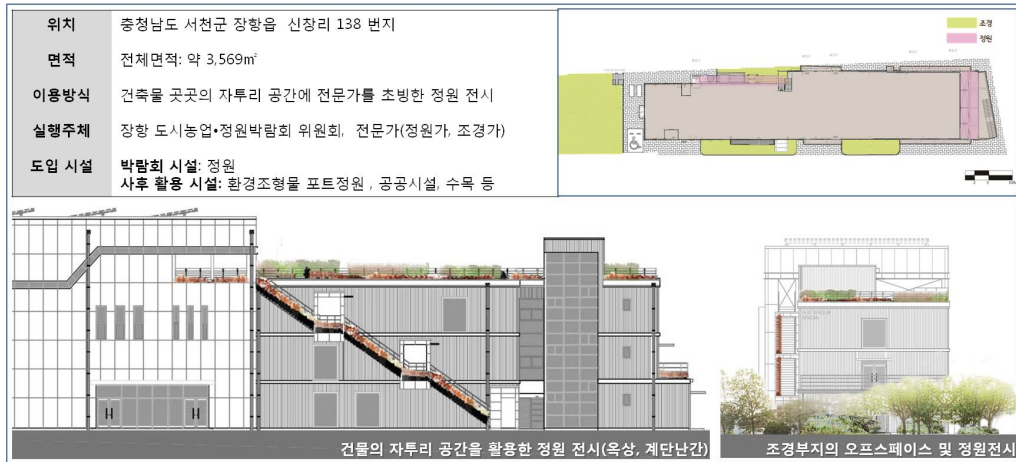 위치 충청남도 서천군 장항읍 신창리 138 번지
면적 전체면적: 약 3,569㎡
이용방식 건축물 곳곳의 자투리 공간에 전문가를 초빙한 정원 전시
실행주체 장항 도시농업•정원박람회 위원회, 전문가(정원가, 조경가)
도입 시설 박람회 시설: 정원
사후 활용 시설: 환경조형물 포트정원 , 공공시설, 수목 등
조경
정원
건물의 자투리 공간을 활용한 정원 전시(옥상, 계단난간)
조경부지의 오프스페이스 및 정원전시